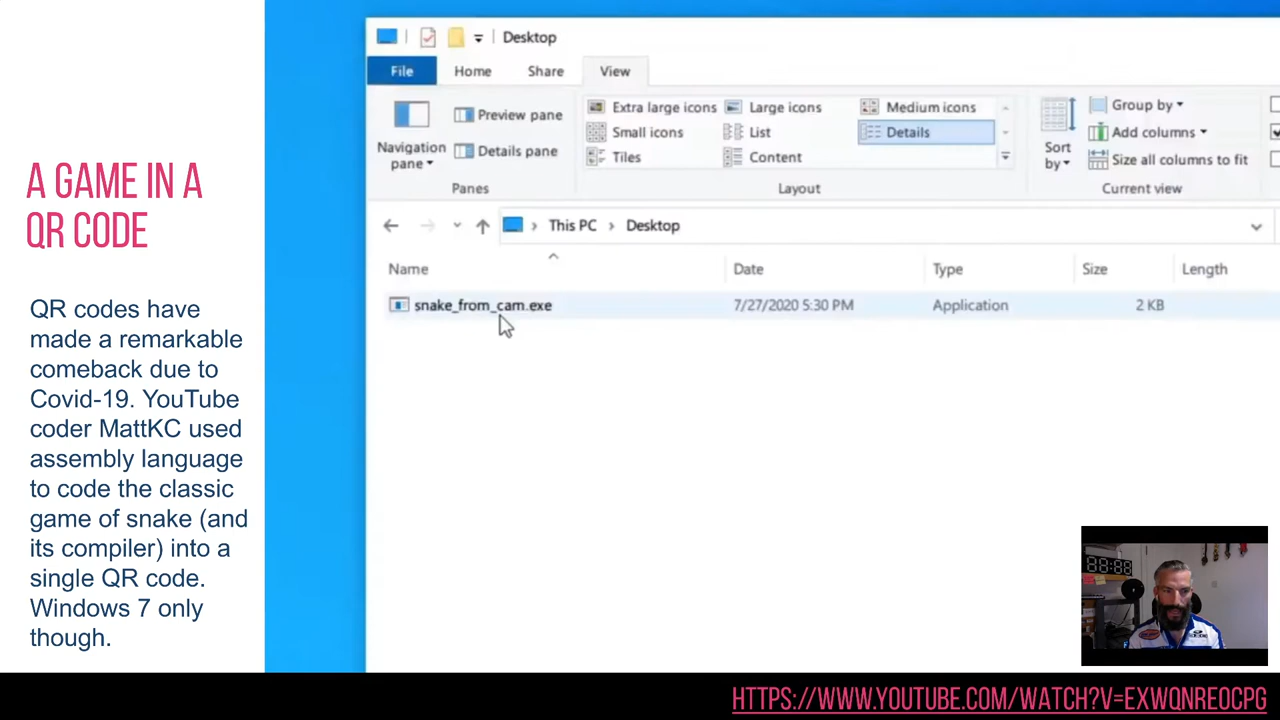 A GAME IN A
QR CODE
QR codes have
made a remarkable
comeback due to
Covid-19. YouTube
coder MattKC used
assembly language
to code the classic
game of snake (and
its compiler) into a
single QR code.
Windows 7 only
though.
Desktop
File Home Share View
Navigation pane
Preview pane
Details pane
Panes
Extra large icons Large icons Medium icons
Small icons List Details
Tiles Content
Layout
Sort by
Group by
Add columns
Size all columns to fit
Current view
This PC > Desktop
Name Date Type Size Length
snake_from_cam.exe 7/27/2020 5:30 PM Application 2 KB
88:88
HTTPS://WWW.YOUTUBE.COM/WATCH?V=EXWQNREOCPG